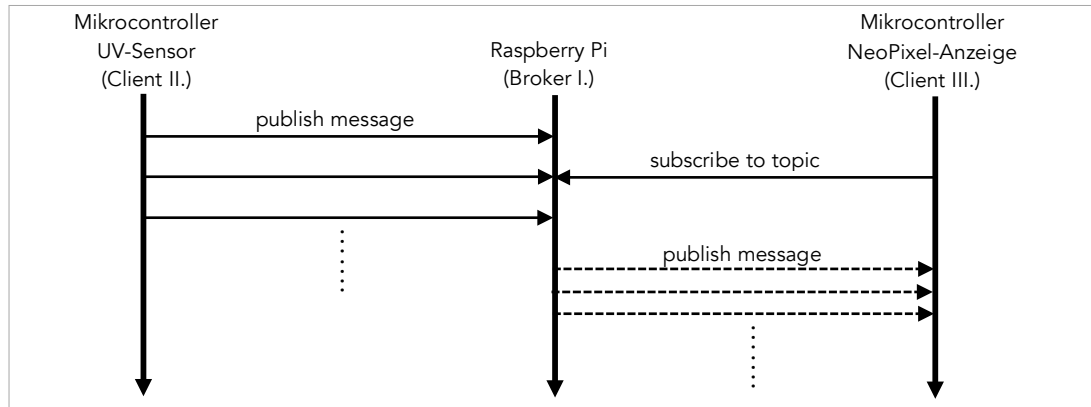 Mikrocontroller
UV-Sensor
(Client II.)
Raspberry Pi
(Broker I.)
Mikrocontroller
NeoPixel-Anzeige
(Client III.)
publish message
subscribe to topic
publish message